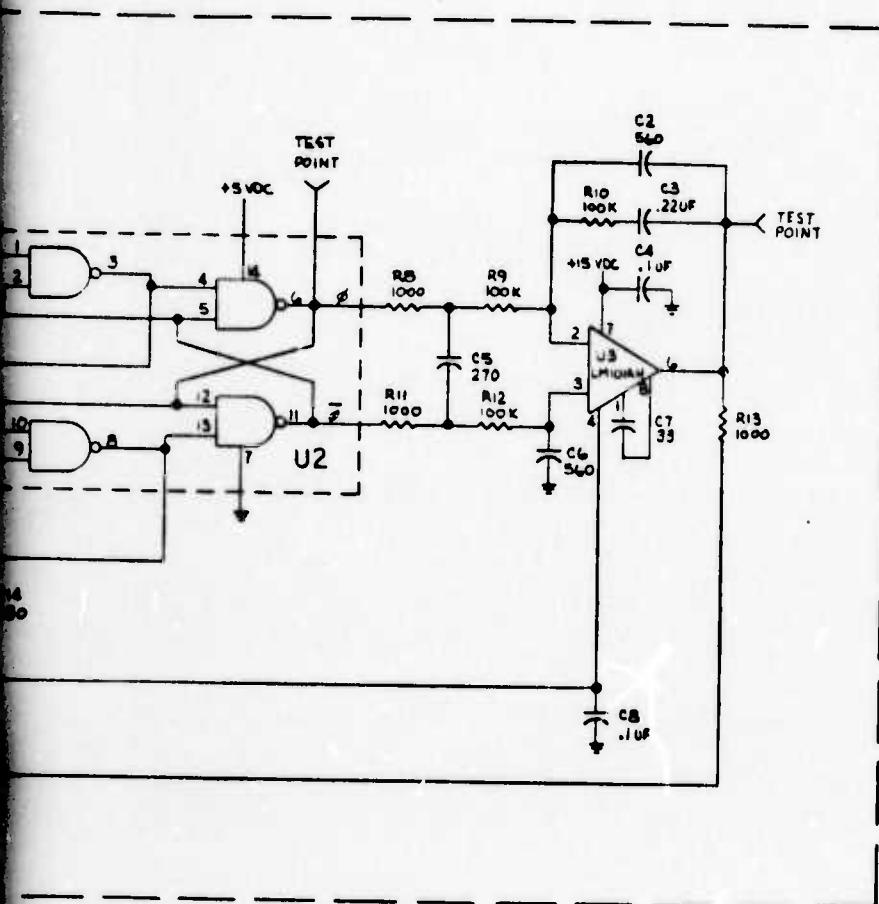 C2
560
TEST
POINT
+5 VDC
R10
100K
C3
.22UF
TEST
POINT
+15 VDC
C4
.1UF
1
2
3
4
5
14
6
ø
R8
1000
R9
100K
2
7
U3
LM101AH
6
C5
270
3
8
1
4
C7
33
R13
1000
12
13
11
R11
1000
R12
100K
10
9
8
7
U2
C6
560
C8
.1UF